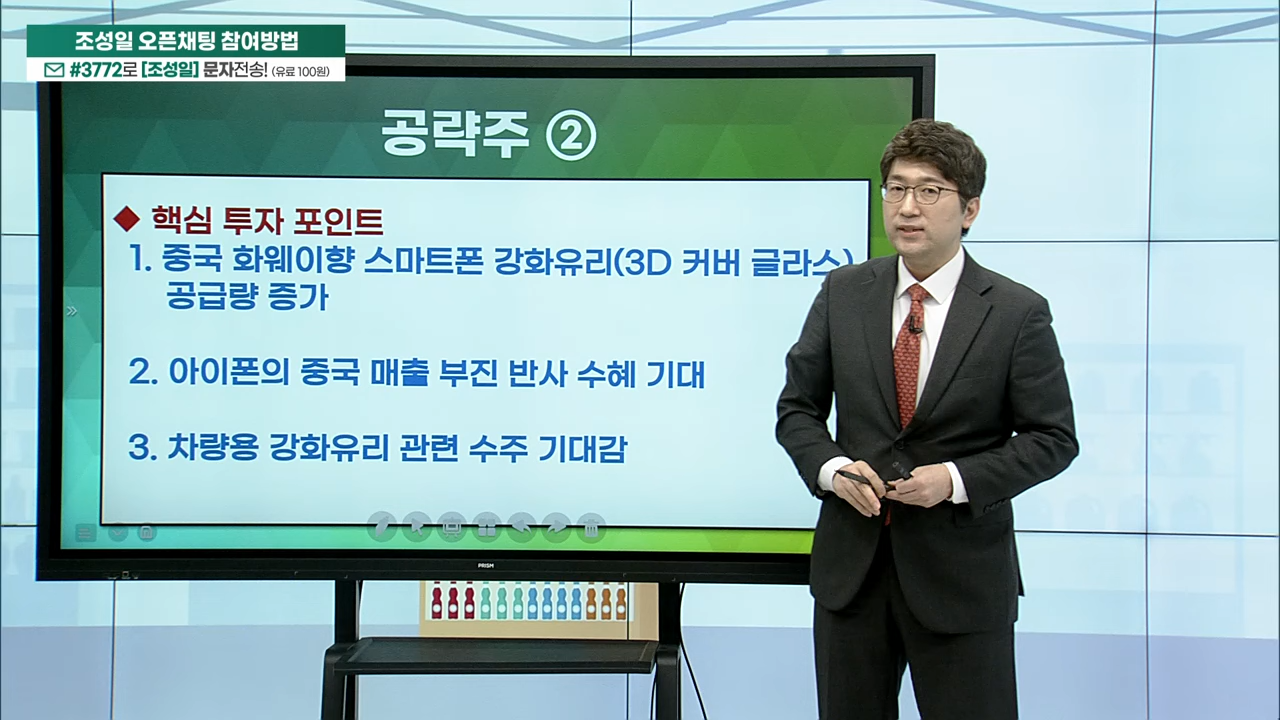 조성일 오픈채팅 참여방법
#3772로 [조성일] 문자전송! (유료 100원)
공략주 ②
◆ 핵심 투자 포인트
1. 중국 화웨이향 스마트폰 강화유리(3D 커버 글라스)
공급량 증가
2. 아이폰의 중국 매출 부진 반사 수혜 기대
3. 차량용 강화유리 관련 수주 기대감
PRISM